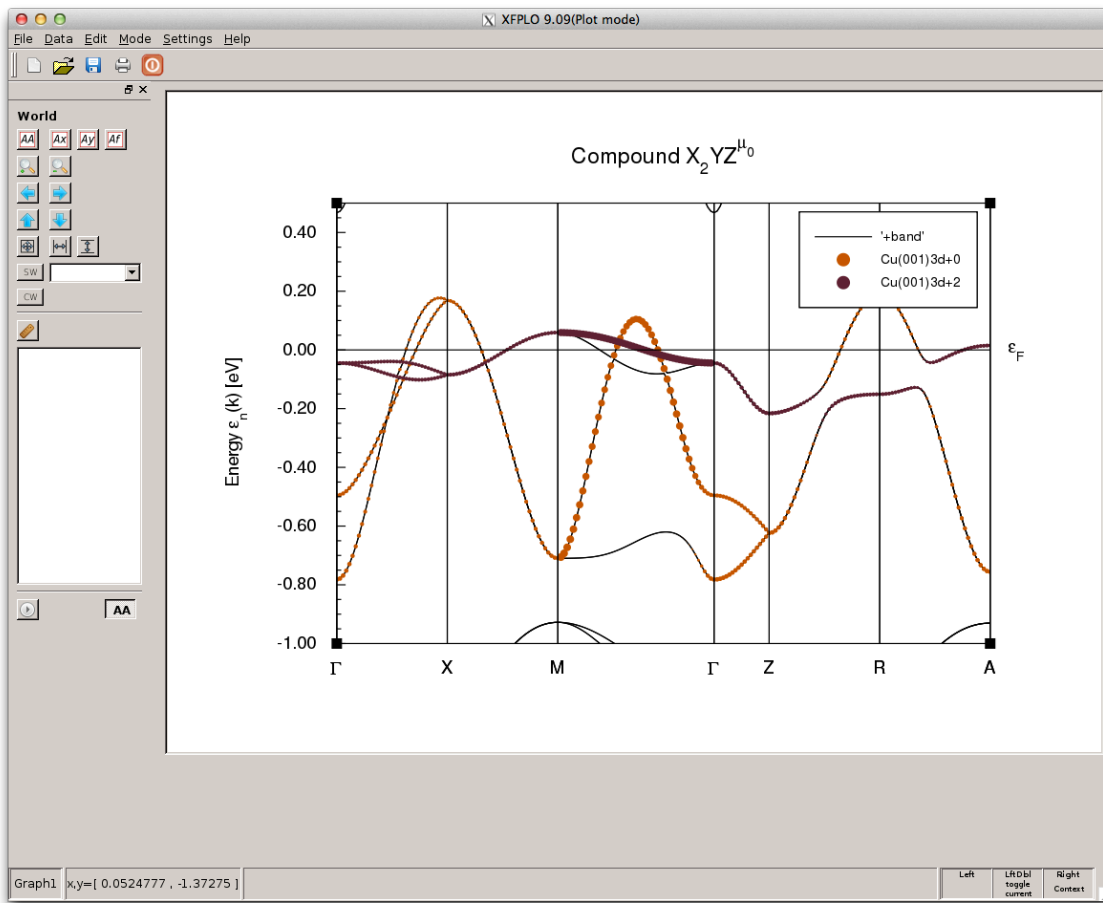 XFPLO 9.09(Plot mode)
File Data Edit Mode Settings Help
World
AA Ax Ay Af
SW
CW
AA
Compound X₂YZ^μ₀
0.40
0.20
0.00
-0.20
-0.40
-0.60
-0.80
-1.00
Energy εₙ(k) [eV]
'+band'
Cu(001)3d+0
Cu(001)3d+2
ε_F
Γ X M Γ Z R A
Graph1 x,y=[ 0.0524777 , -1.37275 ]
Left
LftDbl
toggle
current
Right
Context